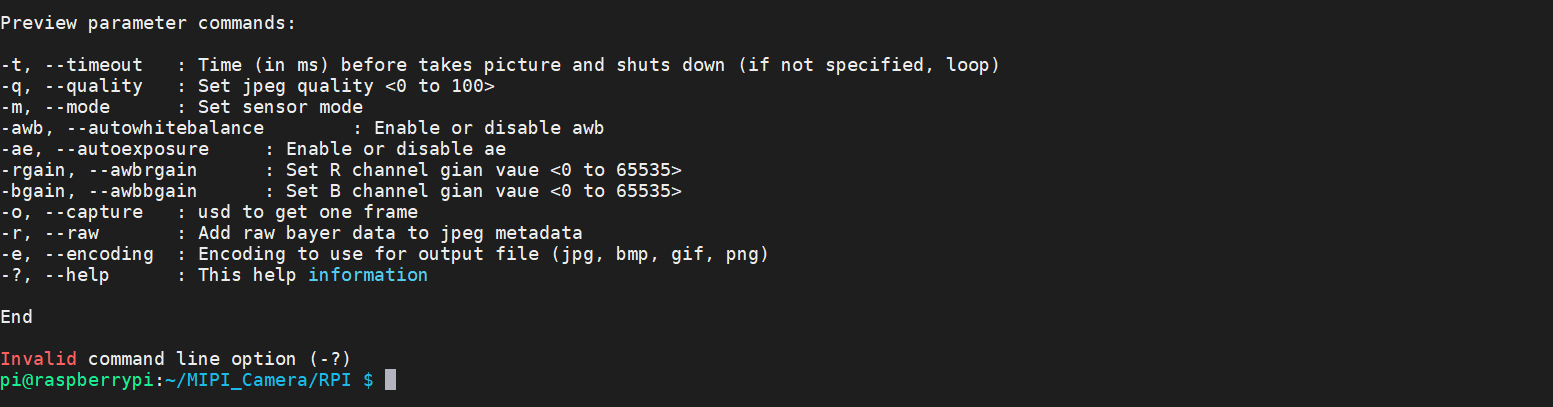 Preview parameter commands:
-t, --timeout   : Time (in ms) before takes picture and shuts down (if not specified, loop)
-q, --quality   : Set jpeg quality <0 to 100>
-m, --mode      : Set sensor mode
-awb, --autowhitebalance        : Enable or disable awb
-ae, --autoexposure     : Enable or disable ae
-rgain, --awbrgain      : Set R channel gian vaue <0 to 65535>
-bgain, --awbbgain      : Set B channel gian vaue <0 to 65535>
-o, --capture   : usd to get one frame
-r, --raw       : Add raw bayer data to jpeg metadata
-e, --encoding  : Encoding to use for output file (jpg, bmp, gif, png)
-?, --help      : This help information
End
Invalid command line option (-?)
pi@raspberrypi:~/MIPI_Camera/RPI $